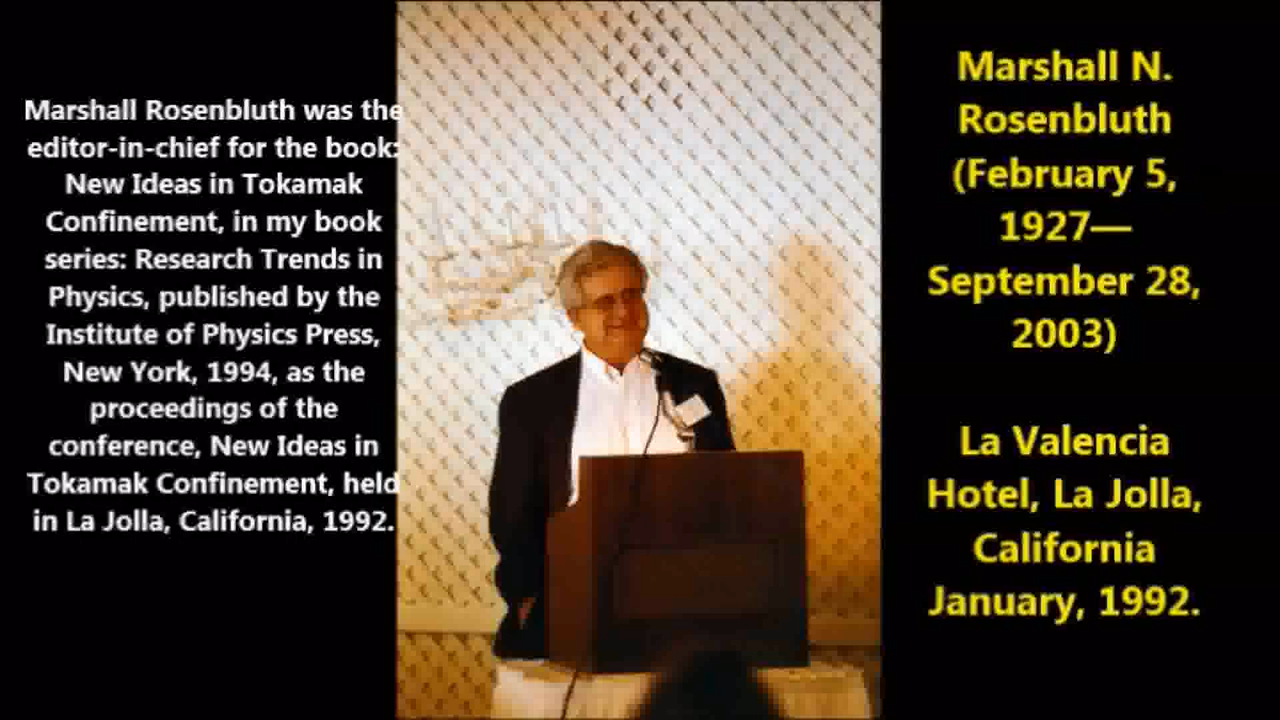 Marshall Rosenbluth was the
editor-in-chief for the book:
New Ideas in Tokamak
Confinement, in my book
series: Research Trends in
Physics, published by the
Institute of Physics Press,
New York, 1994, as the
proceedings of the
conference, New Ideas in
Tokamak Confinement, held
in La Jolla, California, 1992.
Marshall N.
Rosenbluth
(February 5,
1927—
September 28,
2003)
La Valencia
Hotel, La Jolla,
California
January, 1992.